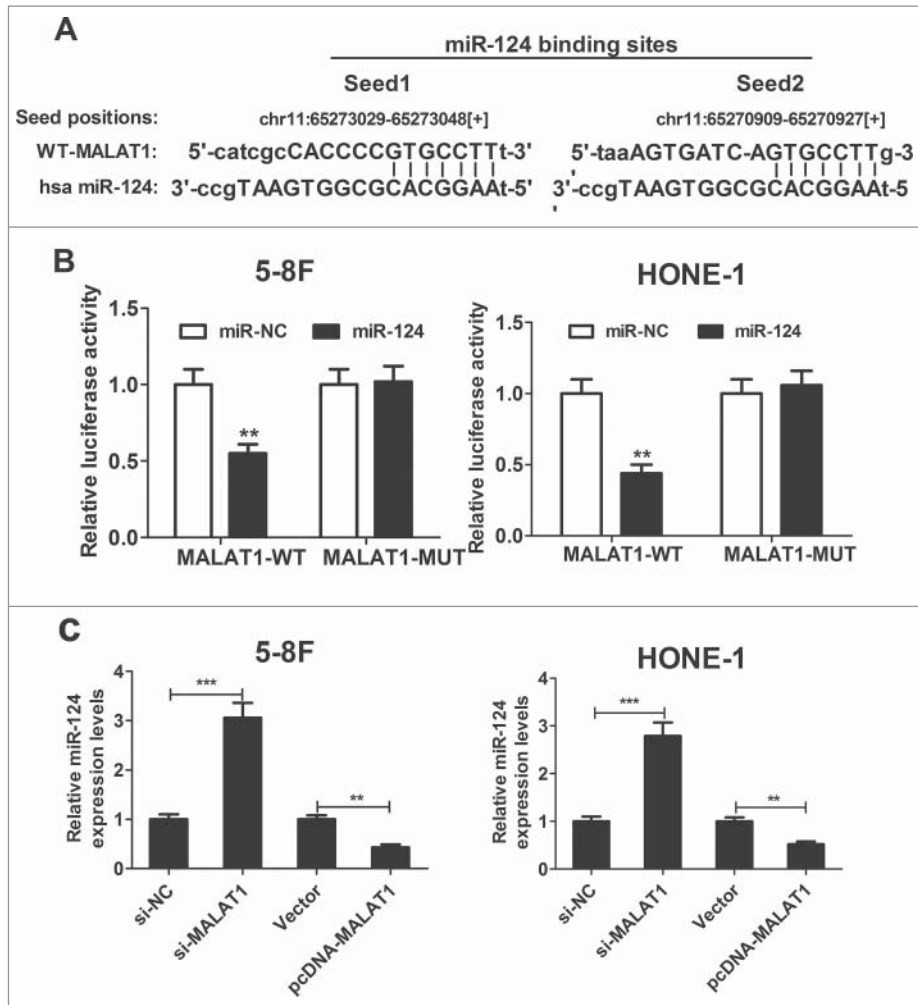 A
miR-124 binding sites
Seed1 Seed2
Seed positions: chr11:65273029-65273048[+] chr11:65270909-65270927[+]
WT-MALAT1: 5'-catcgcCACCCCGTGCCTTt-3' 5'-taaAGTGATC-AGTGCCTTg-3'
hsa miR-124: 3'-ccgTAAGTGGCGCACGGAAt-5' 3'-ccgTAAGTGGCGCACGGAAt-5'
B
5-8F
Relative luciferase activity
1.5
1.0
0.5
0.0
miR-NC miR-124
**
MALAT1-WT MALAT1-MUT
HONE-1
Relative luciferase activity
1.5
1.0
0.5
0.0
miR-NC miR-124
**
MALAT1-WT MALAT1-MUT
C
5-8F
Relative miR-124
expression levels
4
3
2
1
0
***
**
si-NC
si-MALAT1
Vector
pcDNA-MALAT1
HONE-1
Relative miR-124
expression levels
4
3
2
1
0
***
**
si-NC
si-MALAT1
Vector
pcDNA-MALAT1